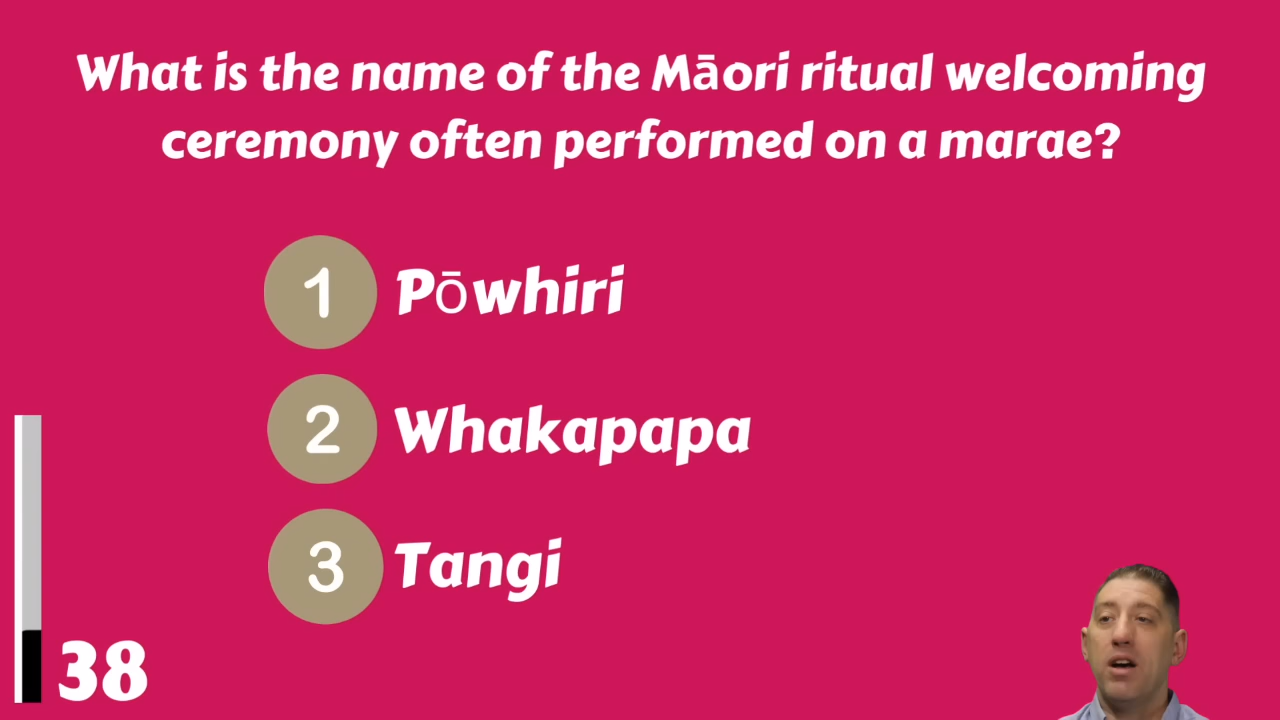 What is the name of the Māori ritual welcoming
ceremony often performed on a marae?
1 Pōwhiri
2 Whakapapa
3 Tangi
38